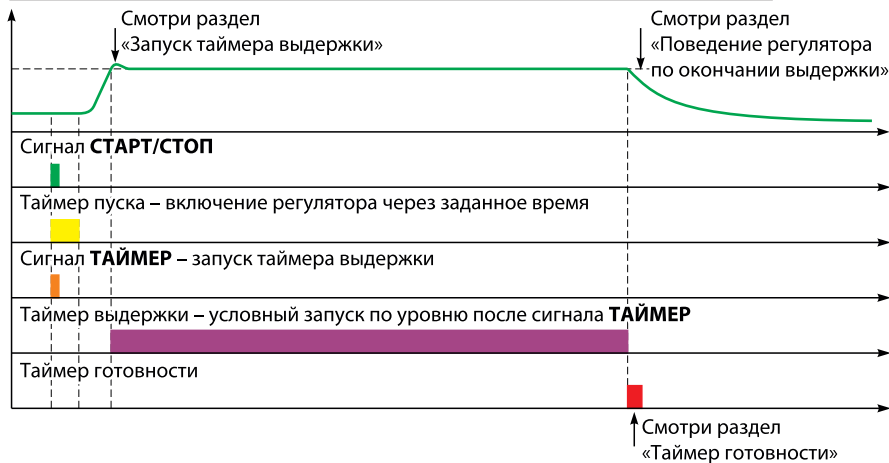 Смотри раздел
«Запуск таймера выдержки»
Смотри раздел
«Поведение регулятора
по окончании выдержки»
Сигнал СТАРТ/СТОП
Таймер пуска – включение регулятора через заданное время
Сигнал ТАЙМЕР – запуск таймера выдержки
Таймер выдержки – условный запуск по уровню после сигнала ТАЙМЕР
Таймер готовности
Смотри раздел
«Таймер готовности»